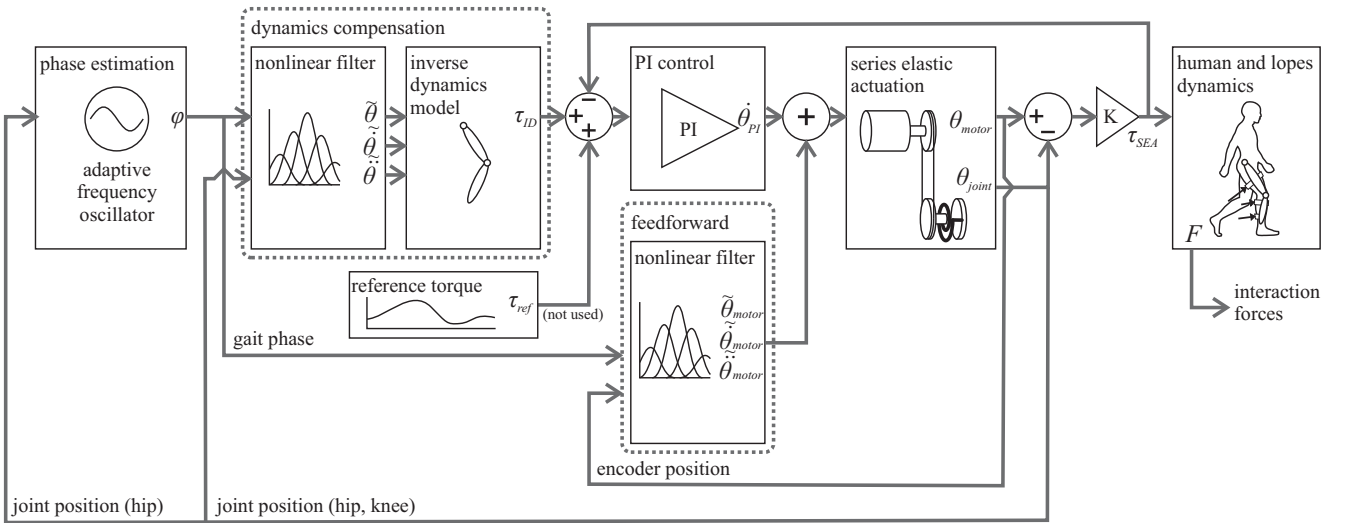 dynamics compensation
phase estimation
φ
adaptive
frequency
oscillator
nonlinear filter
θ̃
θ̃̇
θ̃̈
inverse
dynamics
model
τ_ID
−
+
+
PI control
PI
θ̇_PI
+
series elastic
actuation
θ_motor
θ_joint
+
−
K
τ_SEA
human and lopes
dynamics
F
interaction
forces
reference torque
τ_ref
(not used)
feedforward
nonlinear filter
θ̃_motor
θ̃̇_motor
θ̃̈_motor
gait phase
encoder position
joint position (hip)
joint position (hip, knee)